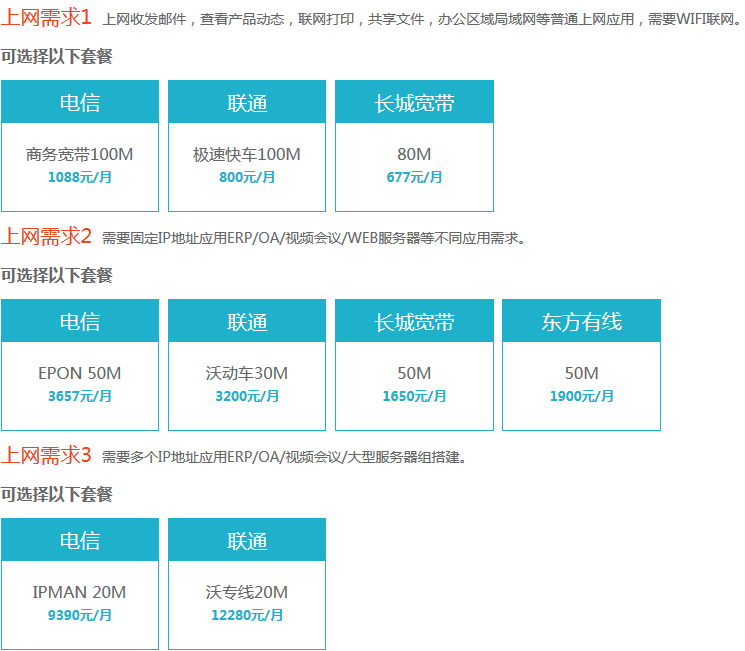 上网需求1 上网收发邮件，查看产品动态，联网打印，共享文件，办公区域局域网等普通上网应用，需要WIFI联网。
可选择以下套餐
电信 联通 长城宽带
商务宽带100M 极速快车100M 80M
1088元/月 800元/月 677元/月
上网需求2 需要固定IP地址应用ERP/OA/视频会议/WEB服务器等不同应用需求。
可选择以下套餐
电信 联通 长城宽带 东方有线
EPON 50M 沃动车30M 50M 50M
3657元/月 3200元/月 1650元/月 1900元/月
上网需求3 需要多个IP地址应用ERP/OA/视频会议/大型服务器组搭建。
可选择以下套餐
电信 联通
IPMAN 20M 沃专线20M
9390元/月 12280元/月